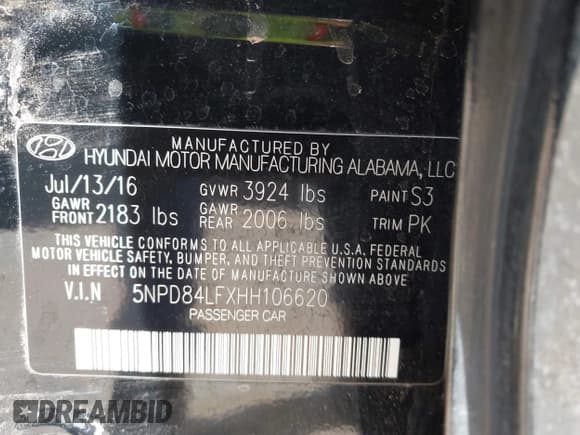 MANUFACTURED BY
HYUNDAI MOTOR MANUFACTURING ALABAMA, LLC
Jul/13/16 GVWR 3924 lbs PAINT S3
GAWR FRONT 2183 lbs GAWR REAR 2006 lbs TRIM PK
THIS VEHICLE CONFORMS TO ALL APPLICABLE U.S.A. FEDERAL
MOTOR VEHICLE SAFETY, BUMPER, AND THEFT PREVENTION STANDARDS
IN EFFECT ON THE DATE OF MANUFACTURE SHOWN ABOVE
V.I.N 5NPD84LFXHH106620
PASSENGER CAR
DREAMBID